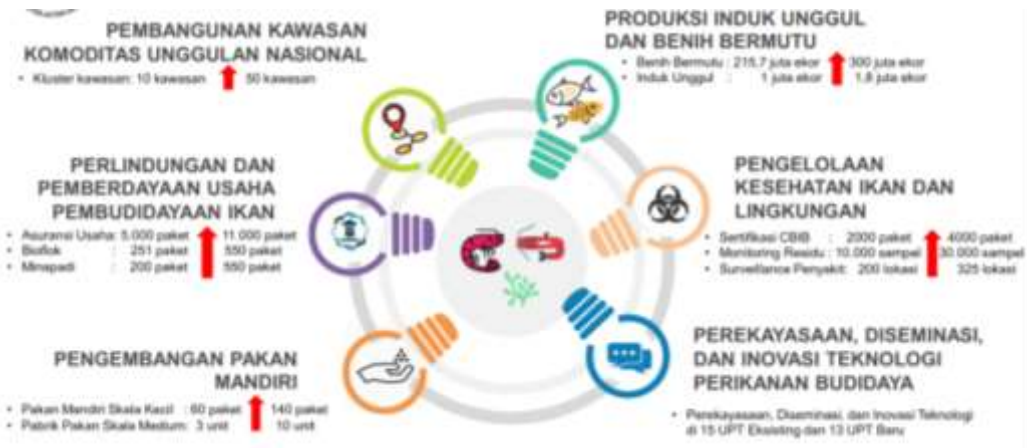 PEMBANGUNAN KAWASAN
KOMODITAS UNGGULAN NASIONAL
• Kluster kawasan: 10 kawasan 50 kawasan
PRODUKSI INDUK UNGGUL
DAN BENIH BERMUTU
• Benih Bermutu : 215,7 juta ekor 300 juta ekor
• Induk Unggul : 1 juta ekor 1,8 juta ekor
PERLINDUNGAN DAN
PEMBERDAYAAN USAHA
PEMBUDIDAYAAN IKAN
• Asuransi Usaha: 5.000 paket 11.000 paket
• Bioflok : 251 paket 550 paket
• Minapadi : 200 paket 550 paket
PENGELOLAAN
KESEHATAN IKAN DAN
LINGKUNGAN
• Sertifikasi CBIB : 2000 paket 4000 paket
• Monitoring Residu : 10.000 sampel 30.000 sampel
• Surveillance Penyakit: 200 lokasi 325 lokasi
PENGEMBANGAN PAKAN
MANDIRI
• Pakan Mandiri Skala Kecil : 60 paket 140 paket
• Pabrik Pakan Skala Medium: 3 unit 10 unit
PEREKAYASAAN, DISEMINASI,
DAN INOVASI TEKNOLOGI
PERIKANAN BUDIDAYA
• Perekayasaan, Diseminasi, dan Inovasi Teknologi
di 15 UPT Eksisting dan 13 UPT Baru